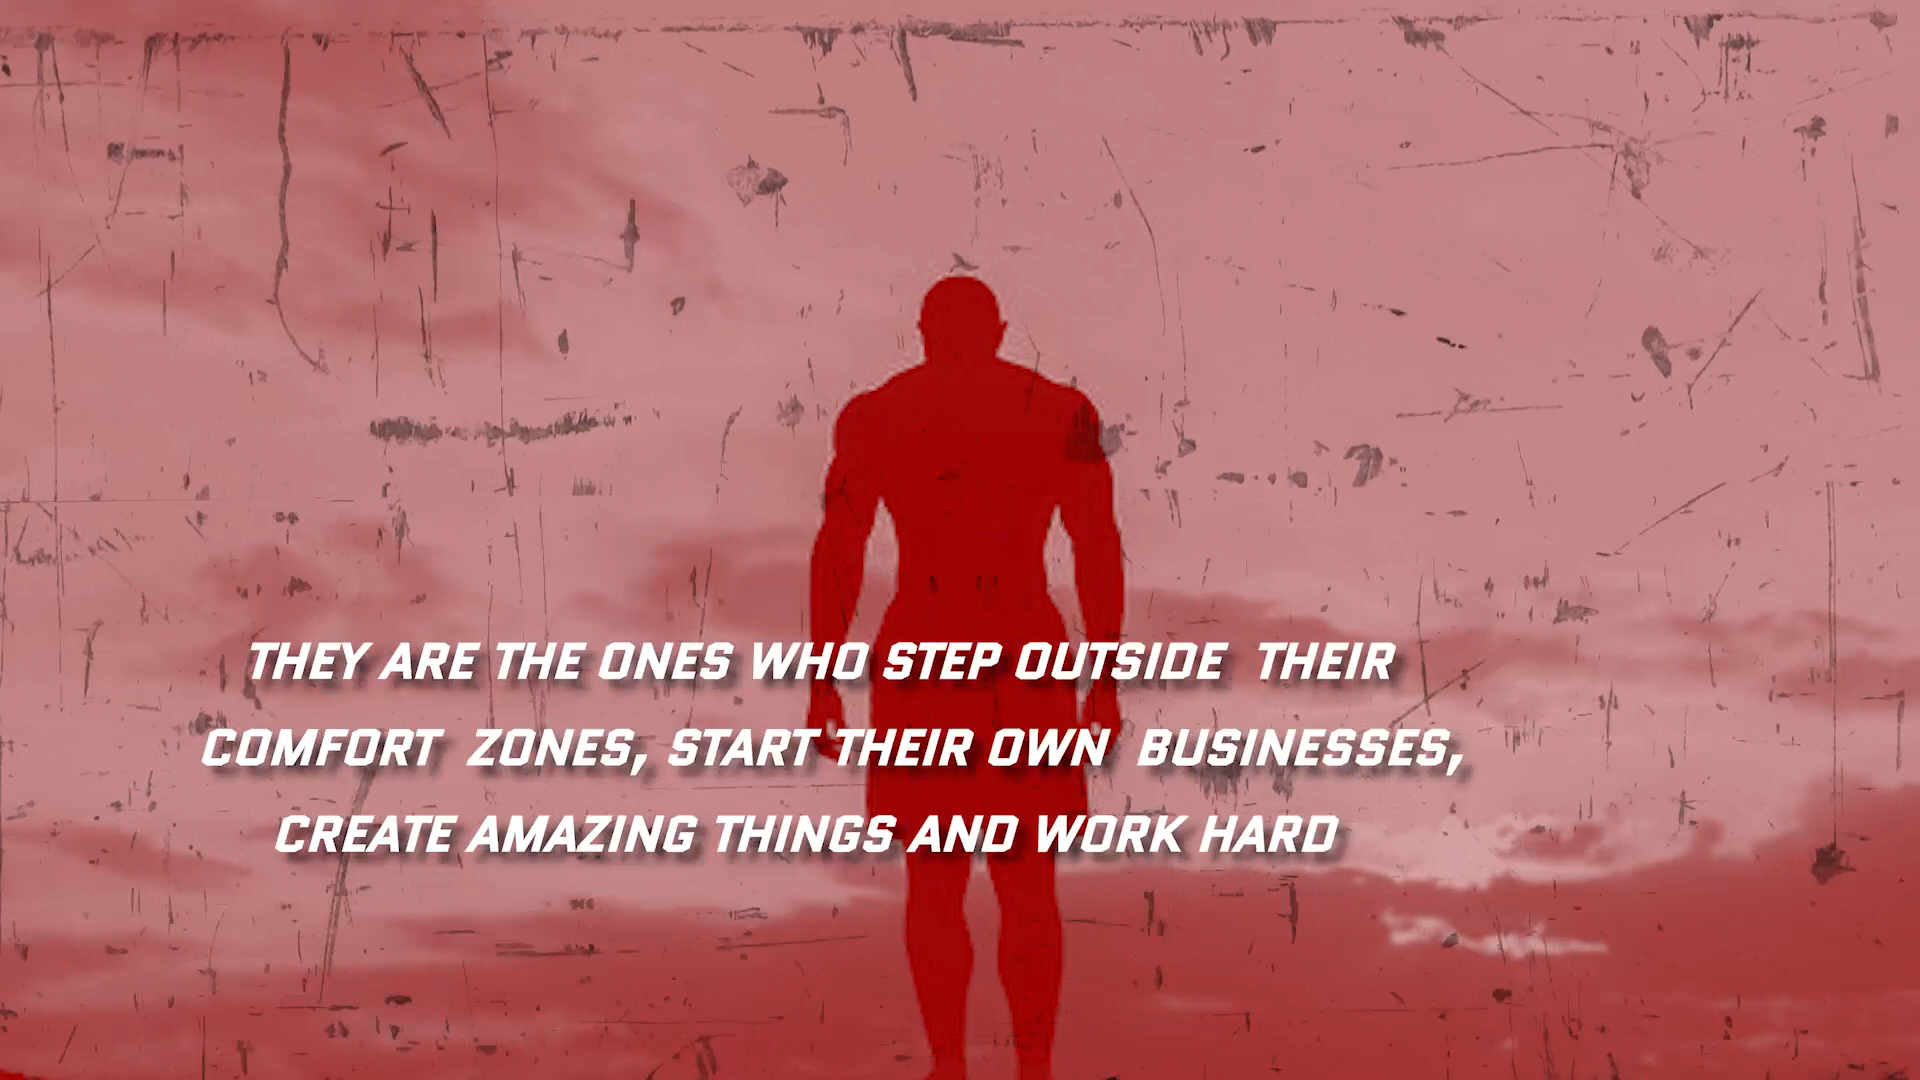 THEY ARE THE ONES WHO STEP OUTSIDE THEIR
COMFORT ZONES, START THEIR OWN BUSINESSES,
CREATE AMAZING THINGS AND WORK HARD